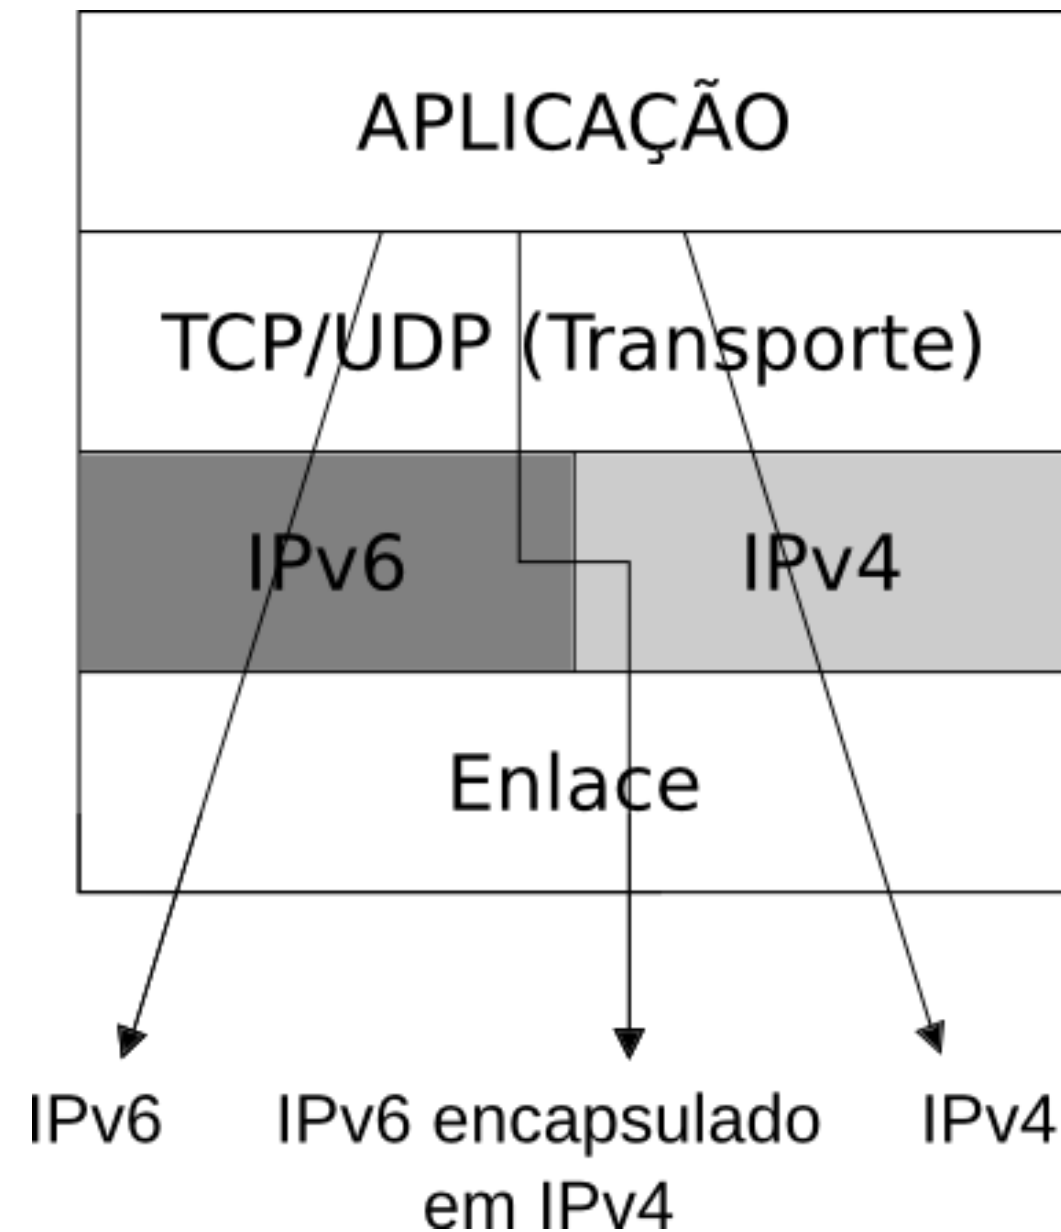 APLICAÇÃO
TCP/UDP (Transporte)
IPv6 IPv4
Enlace
IPv6 IPv6 encapsulado IPv4
em IPv4